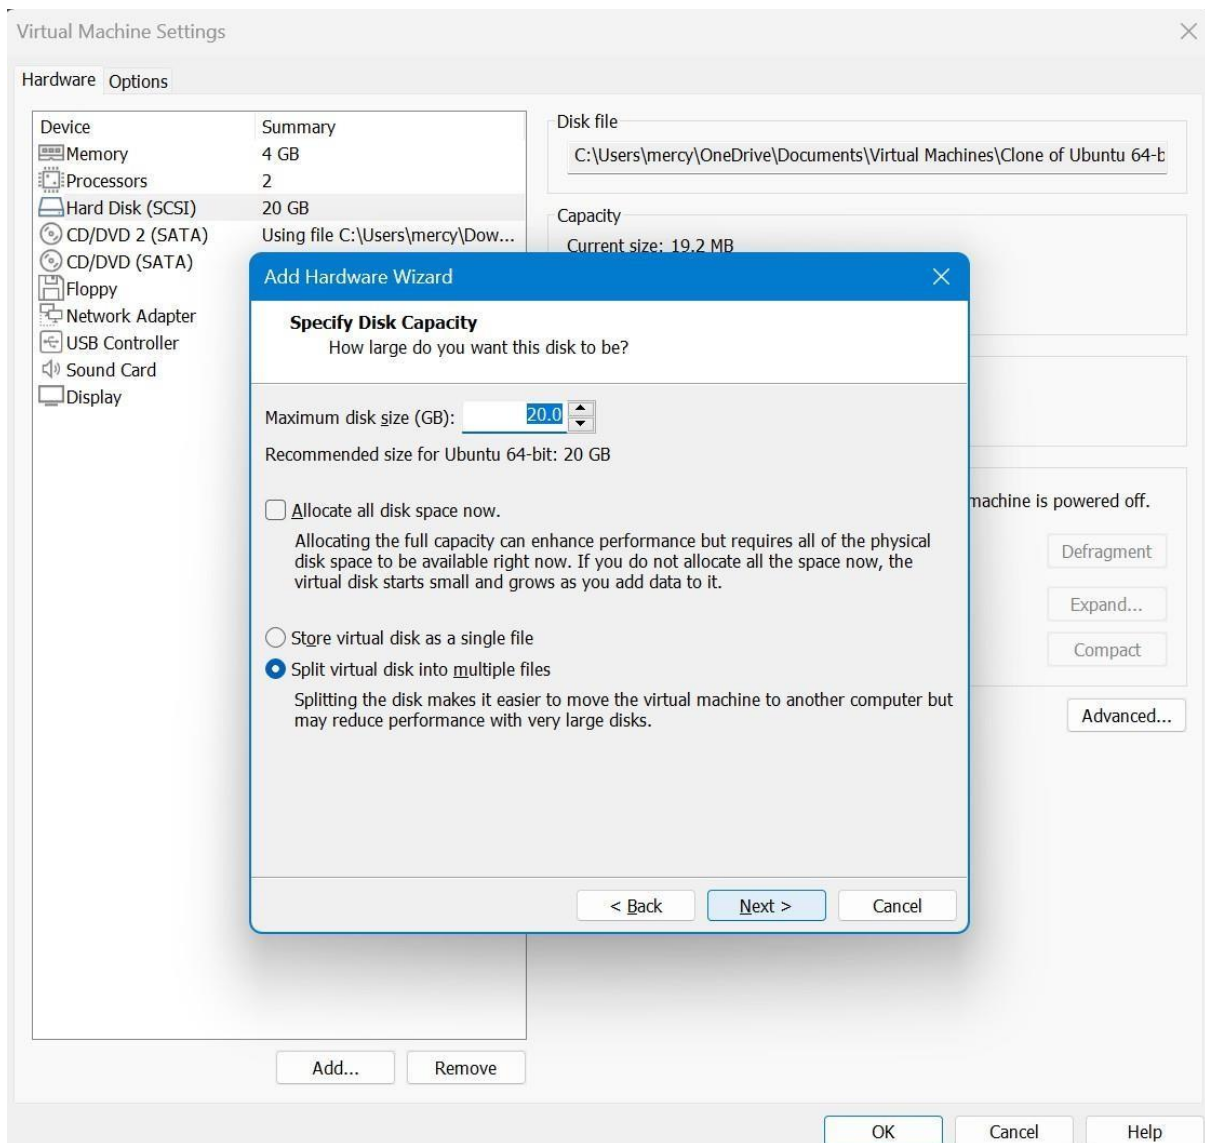 Virtual Machine Settings
Hardware Options
Device Summary
Memory 4 GB
Processors 2
Hard Disk (SCSI) 20 GB
CD/DVD 2 (SATA) Using file C:\Users\mercy\Dow...
CD/DVD (SATA)
Floppy
Network Adapter
USB Controller
Sound Card
Display
Disk file
C:\Users\mercy\OneDrive\Documents\Virtual Machines\Clone of Ubuntu 64-b
Capacity
Current size: 19.2 MB
Add Hardware Wizard
Specify Disk Capacity
How large do you want this disk to be?
Maximum disk size (GB): 20.0
Recommended size for Ubuntu 64-bit: 20 GB
Allocate all disk space now.
Allocating the full capacity can enhance performance but requires all of the physical
disk space to be available right now. If you do not allocate all the space now, the
virtual disk starts small and grows as you add data to it.
Store virtual disk as a single file
Split virtual disk into multiple files
Splitting the disk makes it easier to move the virtual machine to another computer but
may reduce performance with very large disks.
< Back Next > Cancel
machine is powered off.
Defragment
Expand...
Compact
Advanced...
Add... Remove
OK Cancel Help